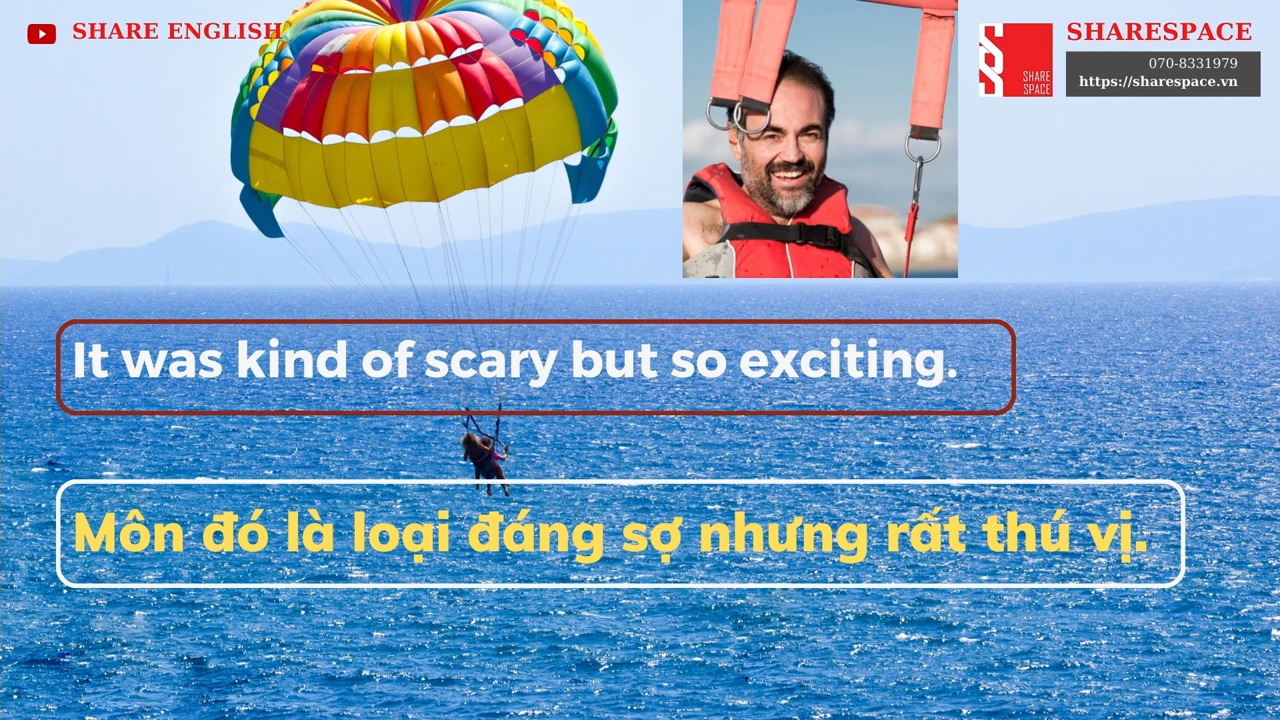 SHARE ENGLISH
SHARESPACE
070-8331979
https://sharespace.vn
SHARE
SPACE
It was kind of scary but so exciting.
Môn đó là loại đáng sợ nhưng rất thú vị.